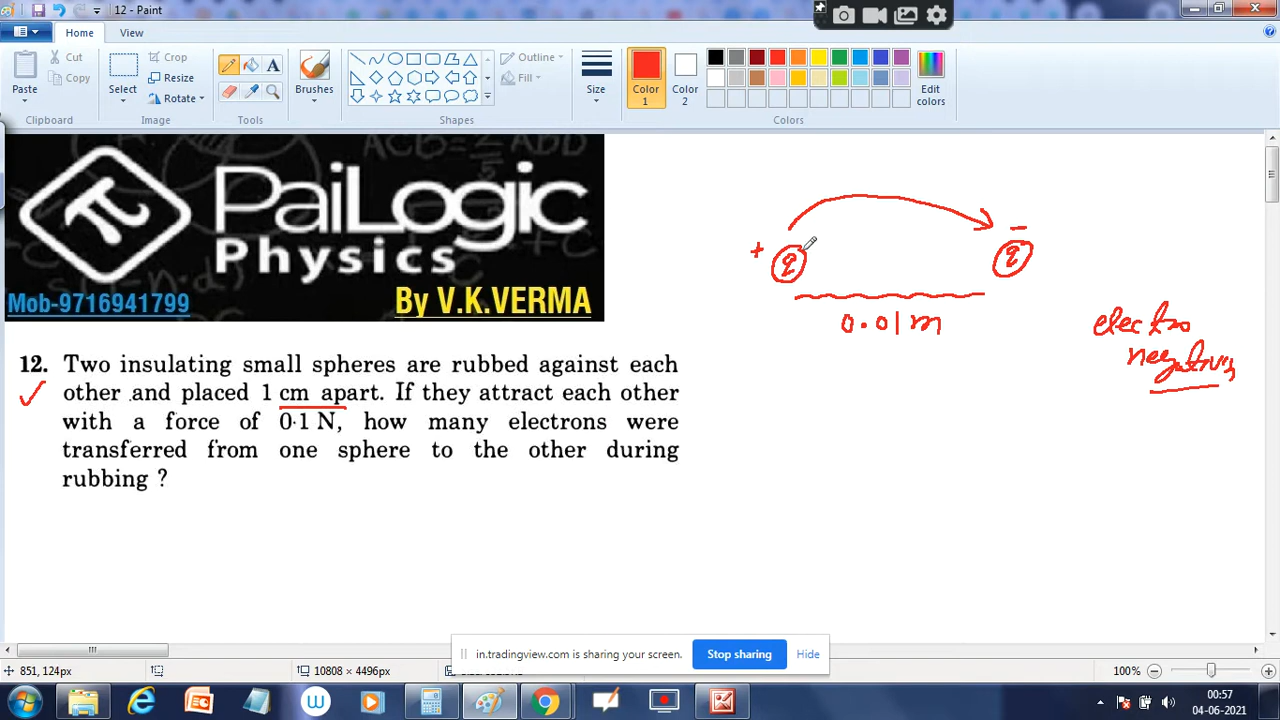 12 - Paint
Home
View
Paste
Cut
Copy
Clipboard
Select
Crop
Resize
Rotate
Image
A
Tools
Brushes
Outline
Fill
Shapes
Size
Color
1
Color
2
Edit
colors
Colors
π PaiLogic
Physics
Mob-9716941799
By V.K.VERMA
12. Two insulating small spheres are rubbed against each
other and placed 1 cm apart. If they attract each other
with a force of 0·1 N, how many electrons were
transferred from one sphere to the other during
rubbing ?
+ q
- q
0.01 m
electro
negative
in.tradingview.com is sharing your screen.
Stop sharing
Hide
851, 124px
10808 × 4496px
100%
00:57
04-06-2021